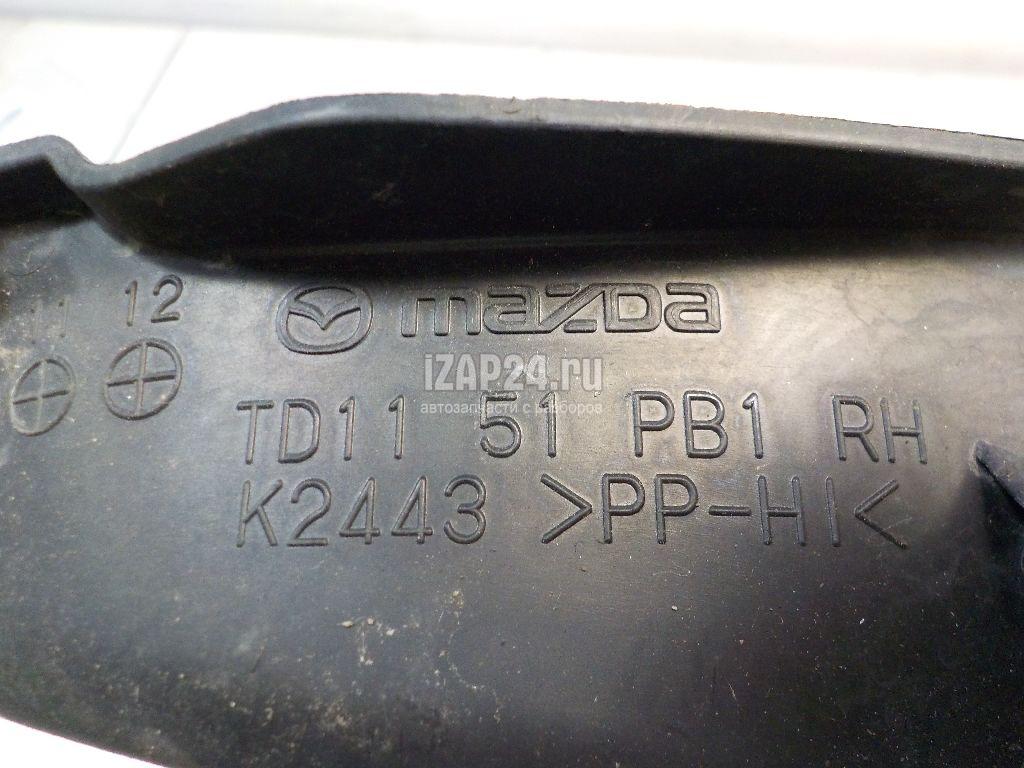 11 12
mazda
iZAP24.ru
автозапчасти с разборов
TD11 51 PB1 RH
K2443 >PP-HI<